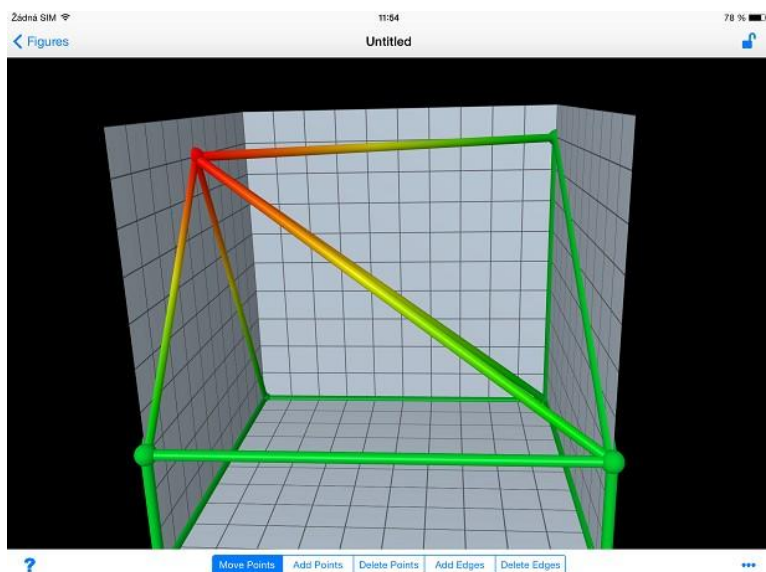 Žádná SIM 11:54 78 %
Figures Untitled
? Move Points Add Points Delete Points Add Edges Delete Edges •••